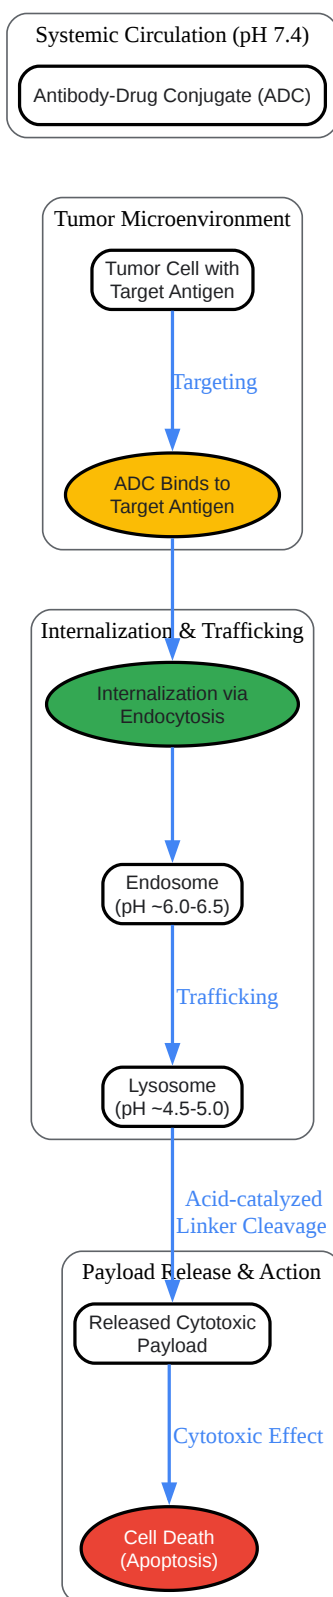 Systemic Circulation (pH 7.4)
Antibody-Drug Conjugate (ADC)
Tumor Microenvironment
Tumor Cell with
Target Antigen
Targeting
ADC Binds to
Target Antigen
Internalization & Trafficking
Internalization via
Endocytosis
Endosome
(pH ~6.0-6.5)
Trafficking
Lysosome
(pH ~4.5-5.0)
Acid-catalyzed
Linker Cleavage
Payload Release & Action
Released Cytotoxic
Payload
Cytotoxic Effect
Cell Death
(Apoptosis)